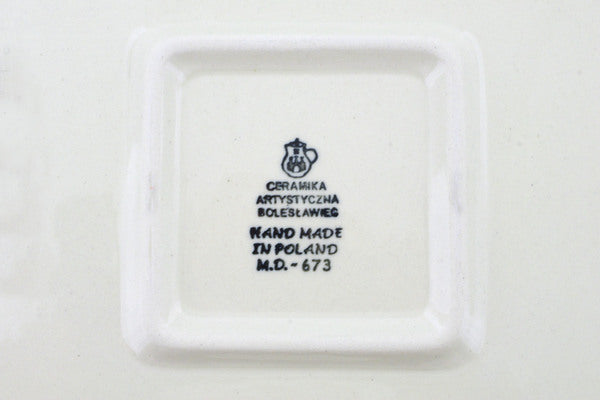 CERAMIKA
ARTYSTYCZNA
BOLESŁAWIEC
HAND MADE
IN POLAND
M.D.-673